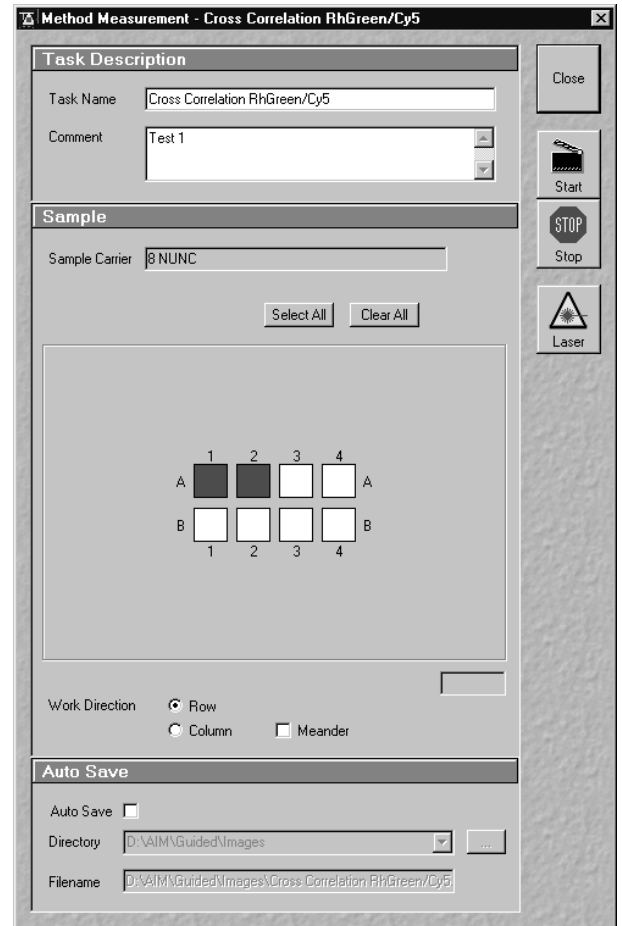 Method Measurement - Cross Correlation RhGreen/Cy5
Task Description
Close
Task Name Cross Correlation RhGreen/Cy5
Comment Test 1
Start
Sample
STOP
Stop
Sample Carrier 8 NUNC
Select All Clear All
Laser
1 2 3 4
A A
B B
1 2 3 4
Work Direction Row
Column Meander
Auto Save
Auto Save
Directory D:\AIM\Guided\Images ...
Filename D:\AIM\Guided\Images\Cross Correlation RhGreen/Cy5